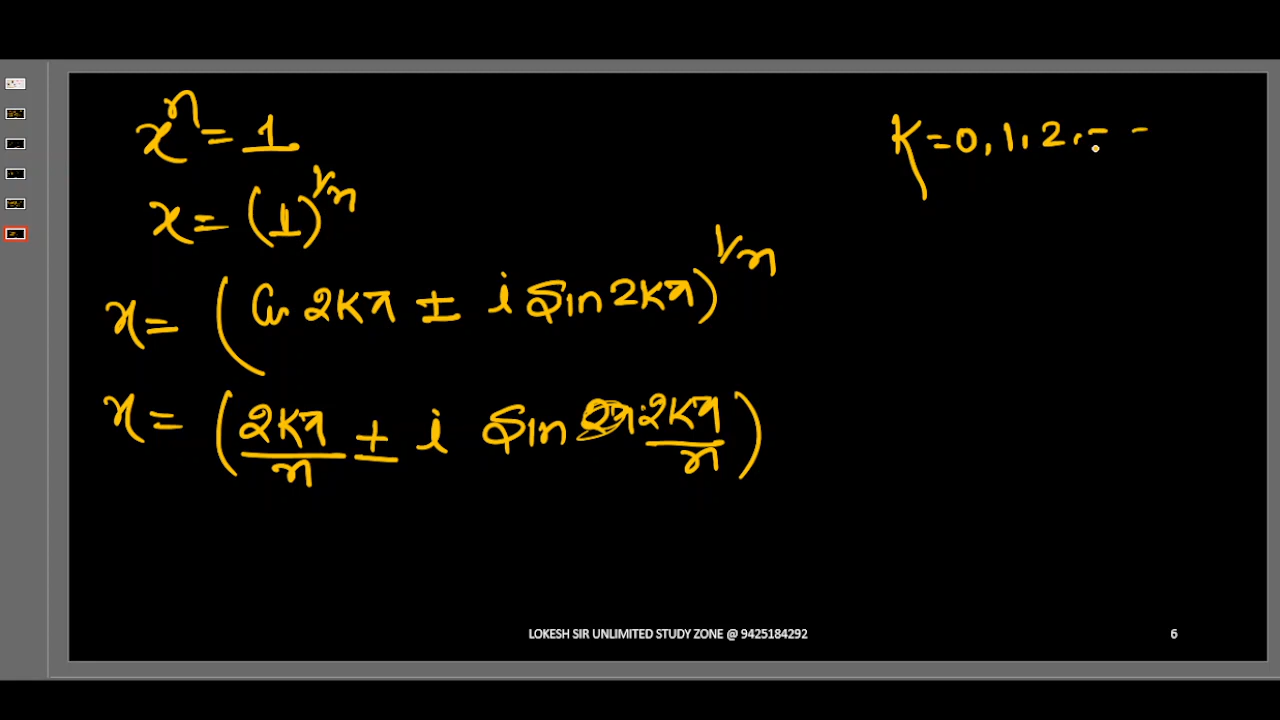 xⁿ = 1
K = 0, 1, 2, - -
x = (1)^1/n
x = (Cos 2Kπ ± i Sin 2Kπ)^1/n
x = (2Kπ/n ± i Sin 2Kπ/n)
LOKESH SIR UNLIMITED STUDY ZONE @ 9425184292
6